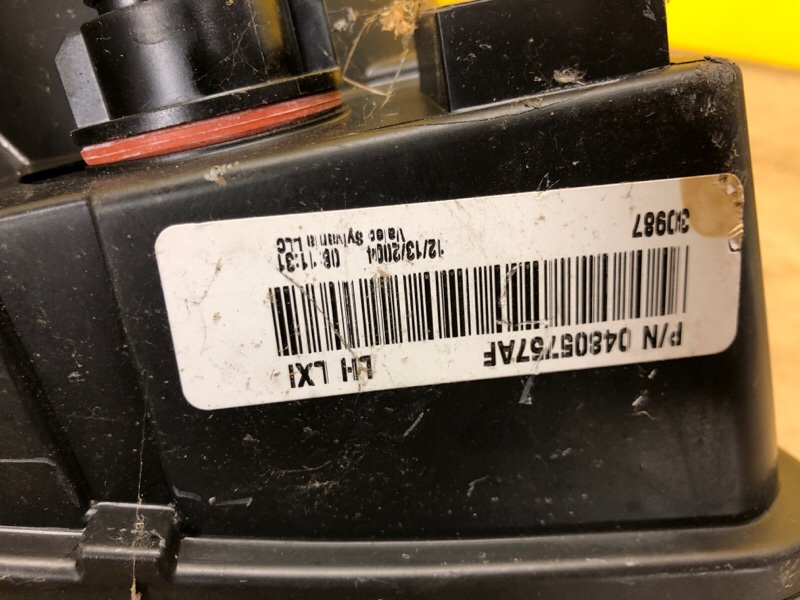 P/N 04805757AF LH LXI
30987 12/13/2004 08:11:31
Valeo Sylvania LLC